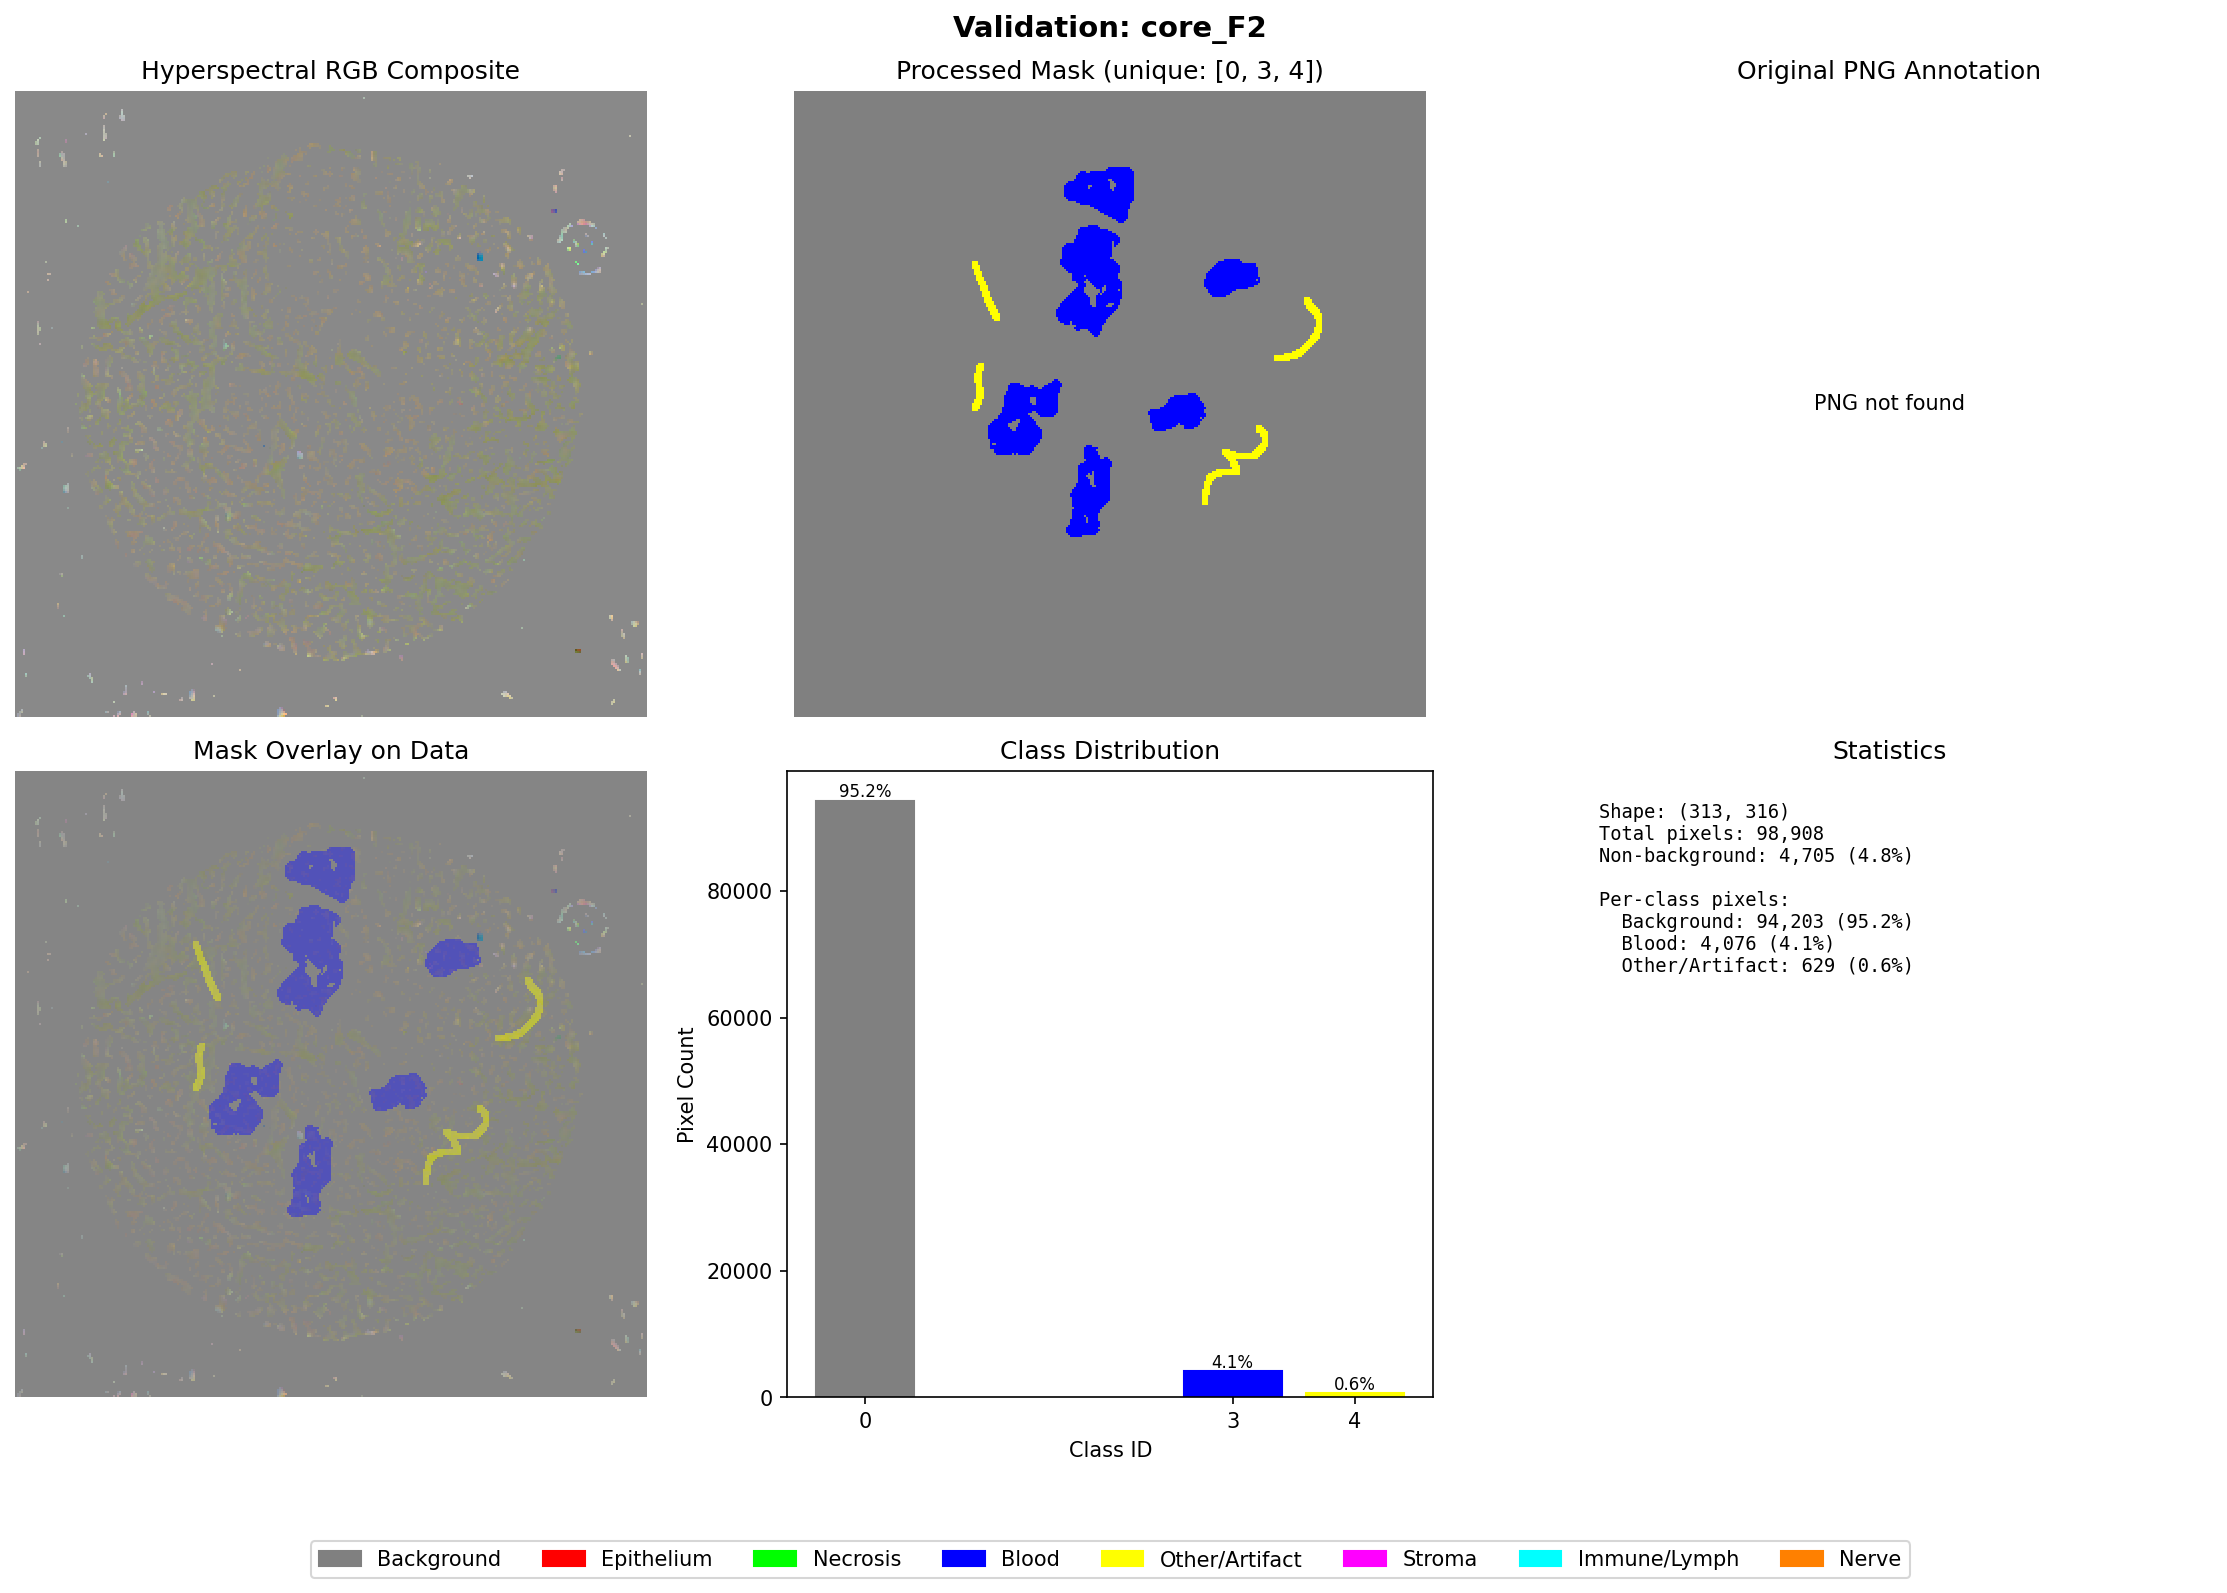 Validation: core_F2
Hyperspectral RGB Composite
Processed Mask (unique: [0, 3, 4])
Original PNG Annotation
PNG not found
Mask Overlay on Data
Class Distribution
Statistics
95.2%
4.1%
0.6%
80000
60000
40000
20000
0
Pixel Count
0
3
4
Class ID
Shape: (313, 316)
Total pixels: 98,908
Non-background: 4,705 (4.8%)
Per-class pixels:
Background: 94,203 (95.2%)
Blood: 4,076 (4.1%)
Other/Artifact: 629 (0.6%)
Background
Epithelium
Necrosis
Blood
Other/Artifact
Stroma
Immune/Lymph
Nerve